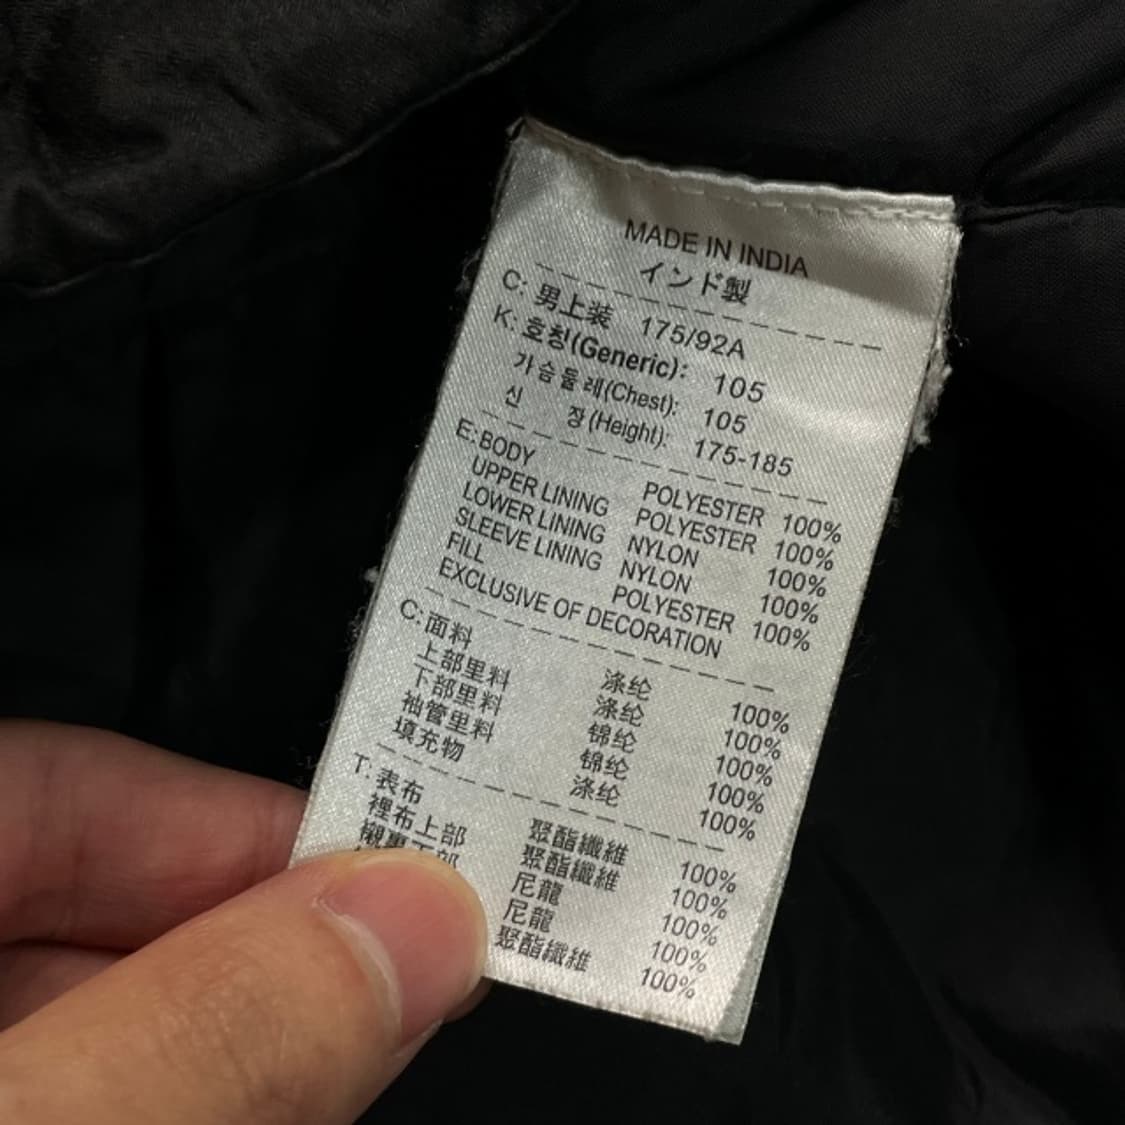 MADE IN INDIA
インド製
C: 男上装 175/92A
K: 호칭(Generic): 105
가슴둘레(Chest): 105
신 장(Height): 175-185
E: BODY POLYESTER 100%
UPPER LINING POLYESTER 100%
LOWER LINING NYLON 100%
SLEEVE LINING NYLON 100%
FILL POLYESTER 100%
EXCLUSIVE OF DECORATION
C: 面料 涤纶 100%
上部里料 涤纶 100%
下部里料 锦纶 100%
袖管里料 锦纶 100%
填充物 涤纶 100%
T: 表布 聚酯纖維 100%
裡布上部 聚酯纖維 100%
尼龍 100%
尼龍 100%
聚酯纖維 100%